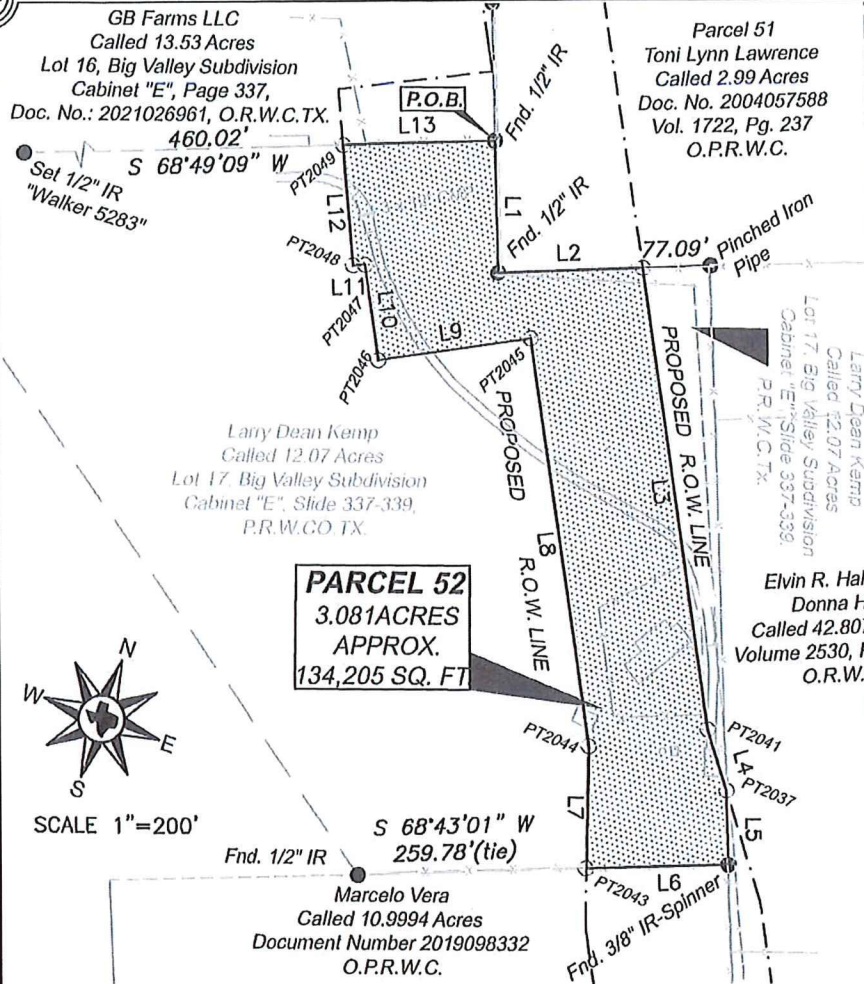 GB Farms LLC
Called 13.53 Acres
Lot 16, Big Valley Subdivision
Cabinet "E", Page 337,
Doc. No.: 2021026961, O.R.W.C.TX.
460.02'
S 68°49'09" W
Set 1/2" IR
"Walker 5283"
P.O.B.
L13
Fnd. 1/2" IR
Parcel 51
Toni Lynn Lawrence
Called 2.99 Acres
Doc. No. 2004057588
Vol. 1722, Pg. 237
O.P.R.W.C.
PT2049
L12
L1
Fnd. 1/2" IR
L2
77.09'
Pinched Iron
Pipe
PT2048
L11
PT2047
L10
PT2046
L9
PT2045
PROPOSED
R.O.W. LINE
L8
PROPOSED R.O.W. LINE
L3
Larry Dean Kemp
Called 12.07 Acres
Lot 17, Big Valley Subdivision
Cabinet "E", Slide 337-339,
P.R.W.C.Tx.
Larry Dean Kemp
Called 12.07 Acres
Lot 17, Big Valley Subdivision
Cabinet "E", Slide 337-339,
P.R.W.CO.TX.
Elvin R. Hal
Donna H
Called 42.807
Volume 2530,
O.R.W.
PARCEL 52
3.081ACRES
APPROX.
134,205 SQ. FT
N
W
E
S
SCALE 1"=200'
PT2044
PT2041
L4
PT2037
L5
L7
S 68°43'01" W
259.78'(tie)
Fnd. 1/2" IR
PT2043
L6
Fnd. 3/8" IR-Spinner
Marcelo Vera
Called 10.9994 Acres
Document Number 2019098332
O.P.R.W.C.